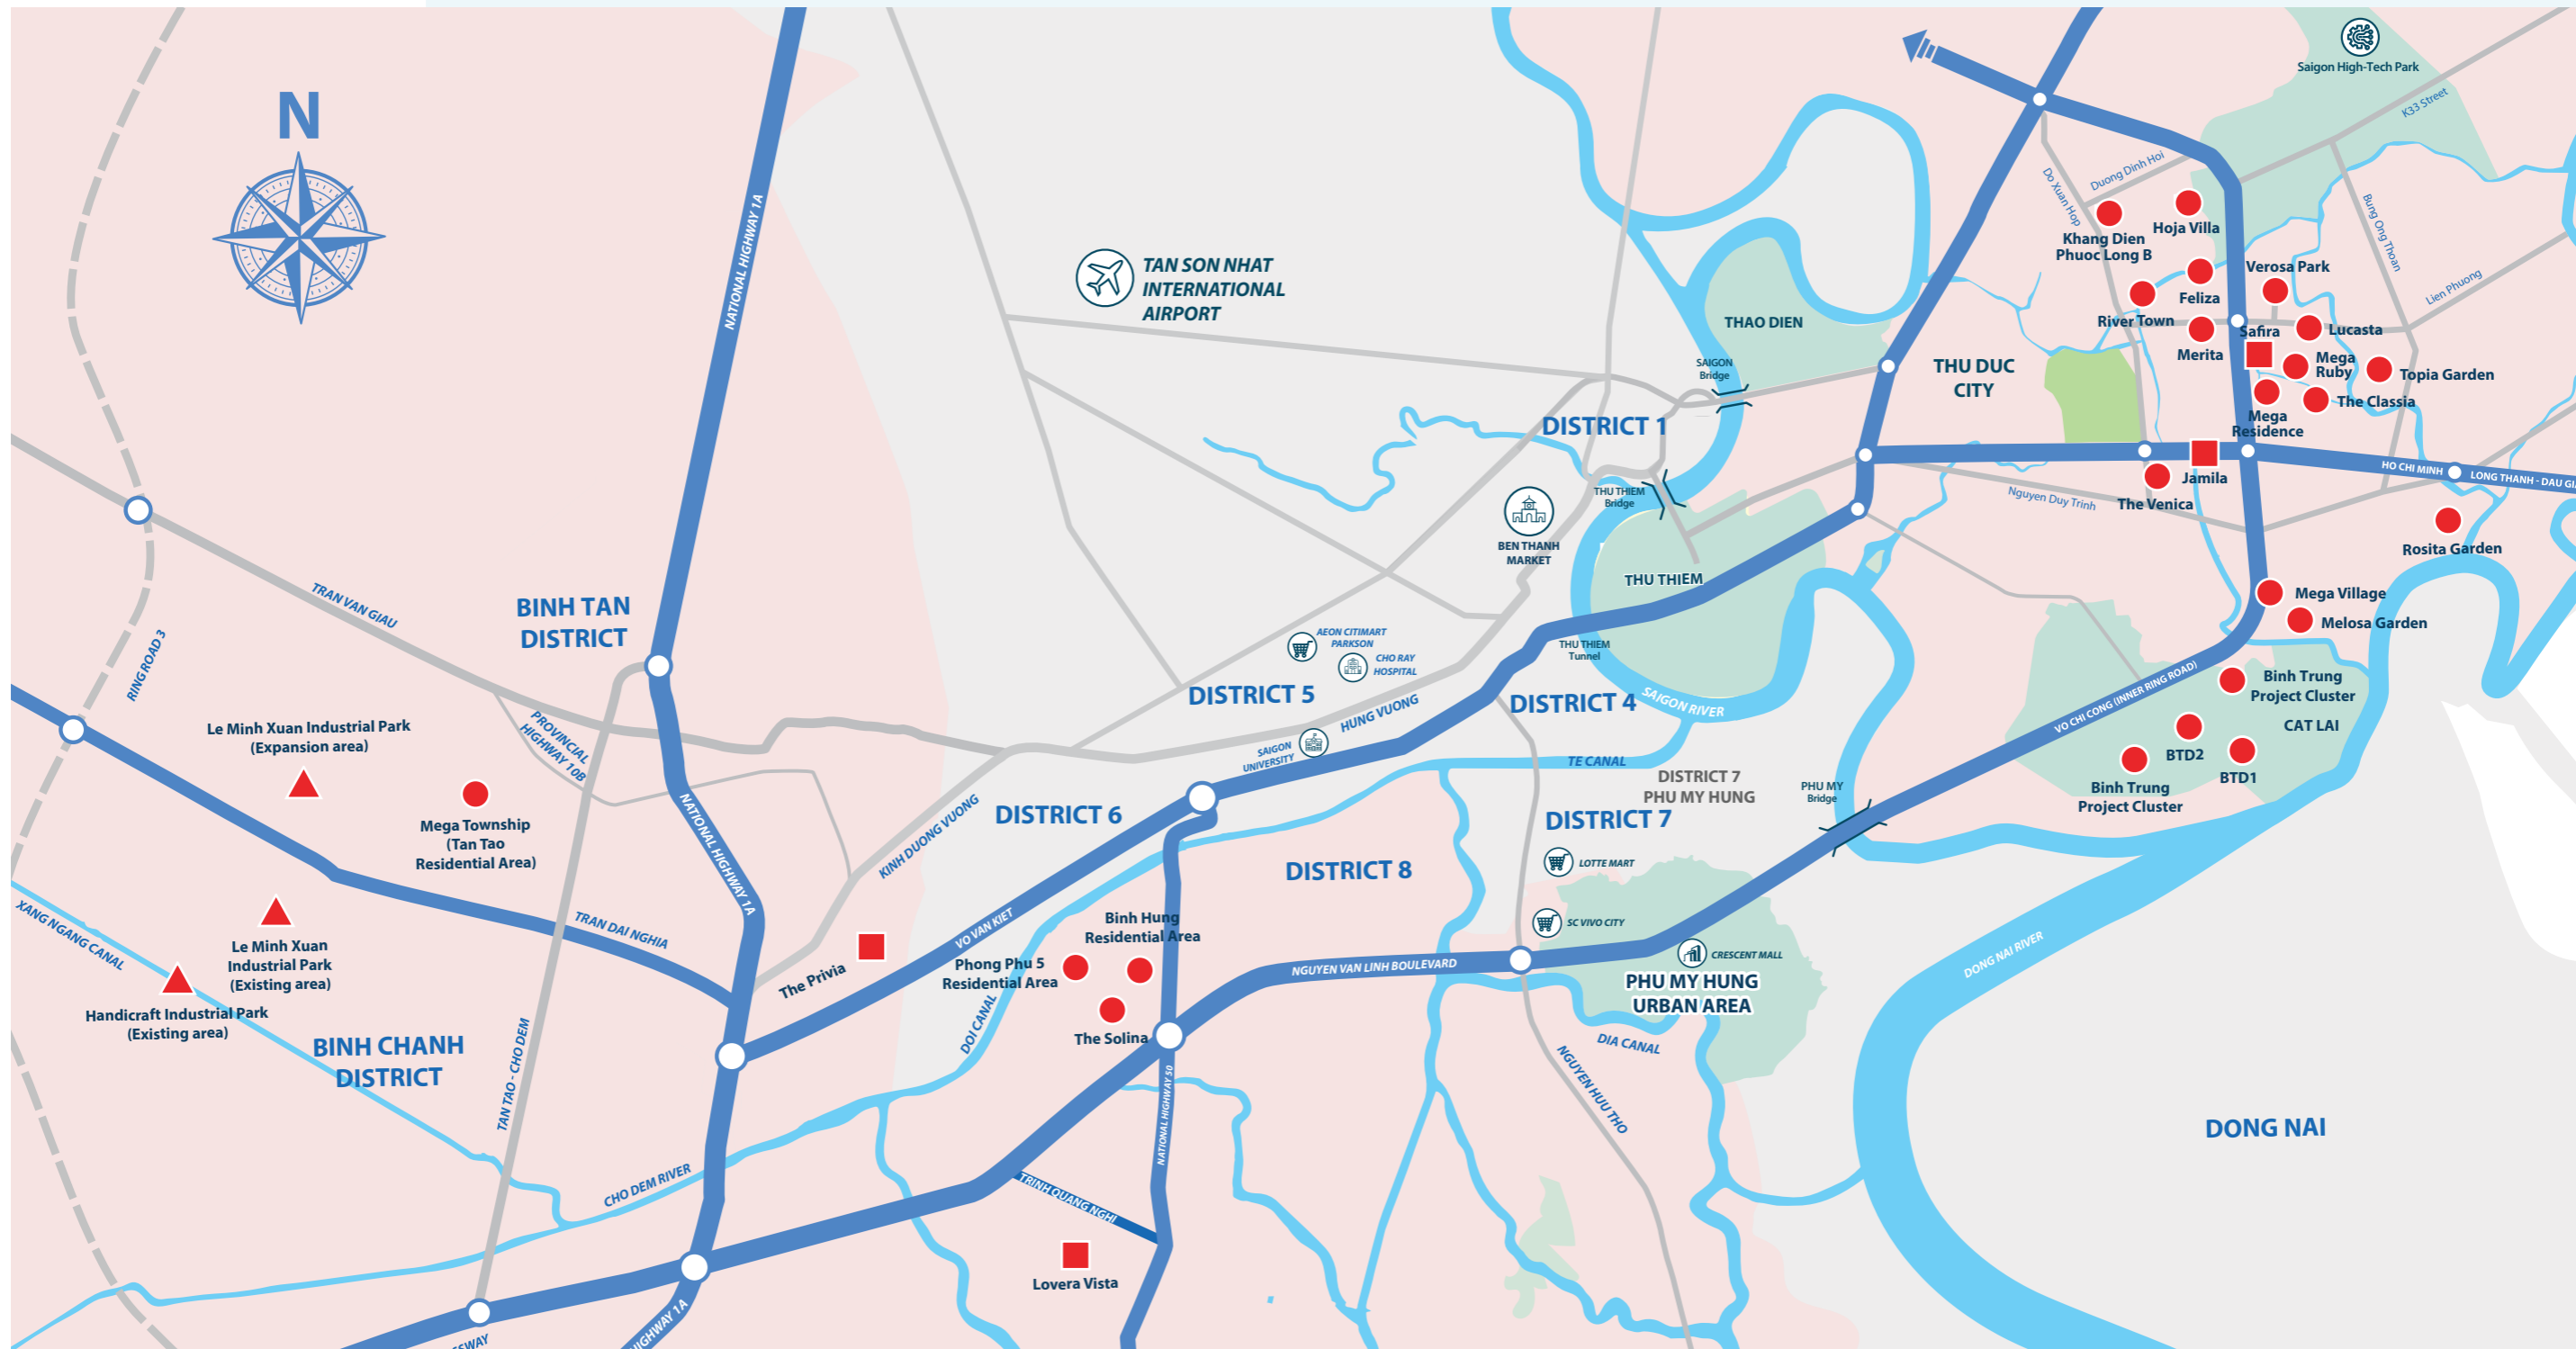 N
Saigon High-Tech Park
K33 Street
Duong Dinh Hoi
Do Xuan Hop
Bung Ong Thoan
Lien Phuong
Khang Dien
Phuoc Long B
Hoja Villa
Verosa Park
Feliza
River Town
Merita
Safira
Lucasta
Mega
Ruby
Topia Garden
The Classia
Mega
Residence
NATIONAL HIGHWAY 1A
TAN SON NHAT
INTERNATIONAL
AIRPORT
THAO DIEN
SAIGON
Bridge
THU DUC
CITY
DISTRICT 1
THU THIEM
Bridge
BEN THANH
MARKET
THU THIEM
Nguyen Duy Trinh
The Venica
Jamila
HO CHI MINH
LONG THANH - DAU GI
Rosita Garden
Mega Village
Melosa Garden
TRAN VAN GIAU
RING ROAD 3
BINH TAN
DISTRICT
AEON CITIMART
PARKSON
CHO RAY
HOSPITAL
THU THIEM
Tunnel
DISTRICT 5
HUNG VUONG
DISTRICT 4
SAIGON RIVER
VO CHI CONG (INNER RING ROAD)
Binh Trung
Project Cluster
CAT LAI
BTD2
BTD1
Binh Trung
Project Cluster
Le Minh Xuan Industrial Park
(Expansion area)
PROVINCIAL
HIGHWAY 10B
SAIGON
UNIVERSITY
TE CANAL
DISTRICT 7
PHU MY HUNG
PHU MY
Bridge
Mega Township
(Tan Tao
Residential Area)
NATIONAL HIGHWAY 1A
KINH DUONG VUONG
DISTRICT 6
DISTRICT 7
LOTTE MART
DISTRICT 8
XANG NGANG CANAL
TRAN DAI NGHIA
Le Minh Xuan
Industrial Park
(Existing area)
The Privia
VO VAN KIET
Binh Hung
Residential Area
Phong Phu 5
Residential Area
SC VIVO CITY
CRESCENT MALL
NGUYEN VAN LINH BOULEVARD
PHU MY HUNG
URBAN AREA
DONG NAI RIVER
Handicraft Industrial Park
(Existing area)
BINH CHANH
DISTRICT
DOI CANAL
The Solina
DIA CANAL
NGUYEN HUU THO
TAN TAO - CHO DEM
NATIONAL HIGHWAY 50
DONG NAI
CHO DEM RIVER
TRINH QUANG NGHI
Lovera Vista
HIGHWAY 1A
SSWAY